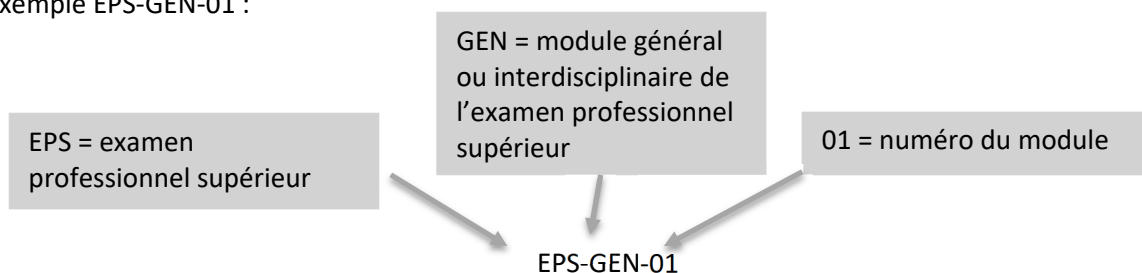 exemple EPS-GEN-01 :
GEN = module général
ou interdisciplinaire de
l’examen professionnel
supérieur
EPS = examen
professionnel supérieur
01 = numéro du module
EPS-GEN-01